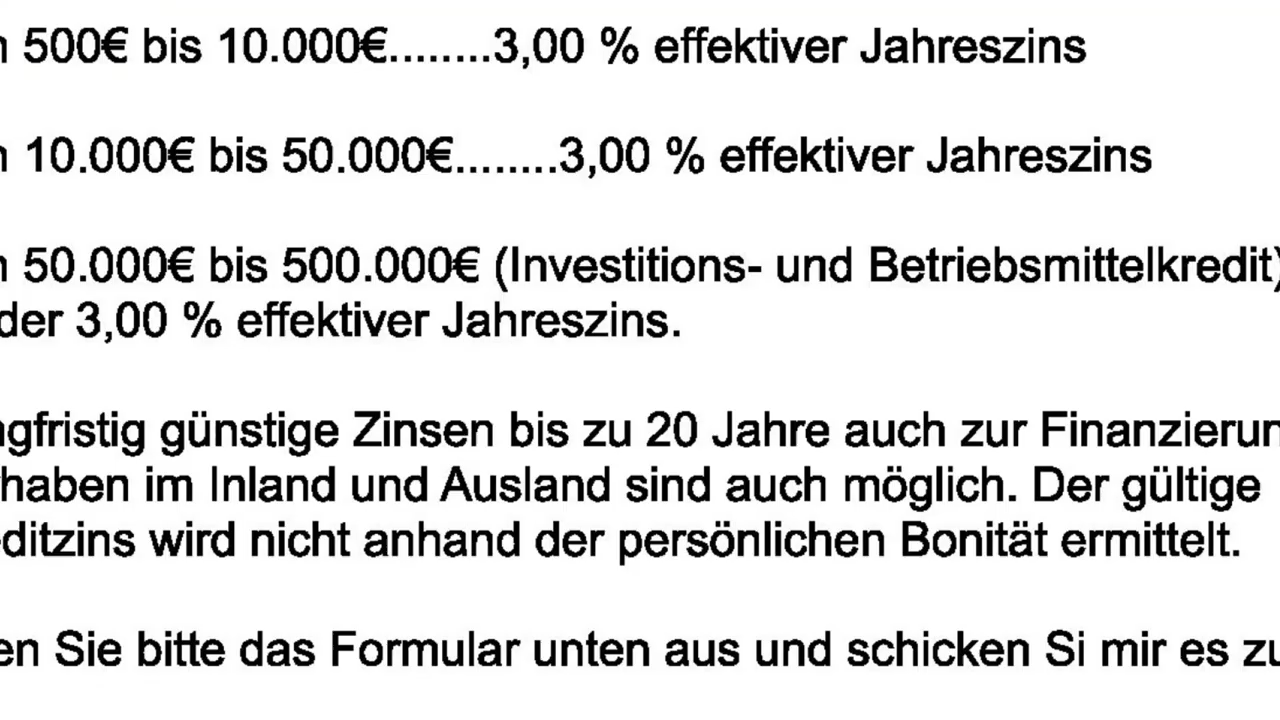 n 500€ bis 10.000€........3,00 % effektiver Jahreszins
n 10.000€ bis 50.000€........3,00 % effektiver Jahreszins
n 50.000€ bis 500.000€ (Investitions- und Betriebsmittelkredit)
der 3,00 % effektiver Jahreszins.
ngfristig günstige Zinsen bis zu 20 Jahre auch zur Finanzierun
haben im Inland und Ausland sind auch möglich. Der gültige
ditzins wird nicht anhand der persönlichen Bonität ermittelt.
en Sie bitte das Formular unten aus und schicken Si mir es zu